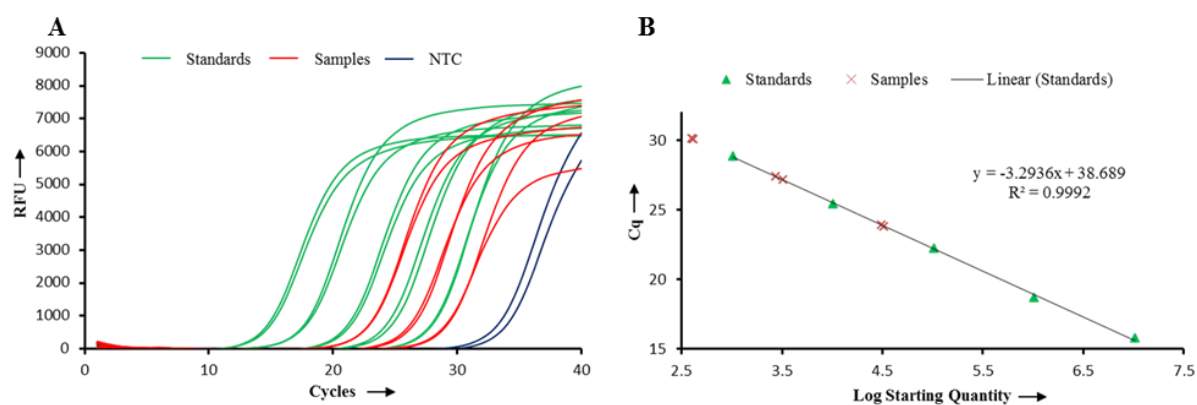 A
Standards Samples NTC
9000
8000
7000
6000
5000
4000
3000
2000
1000
0
RFU
0 10 20 30 40
Cycles
B
Standards Samples Linear (Standards)
30
25
20
15
Cq
y = -3.2936x + 38.689
R² = 0.9992
2.5 3.5 4.5 5.5 6.5 7.5
Log Starting Quantity